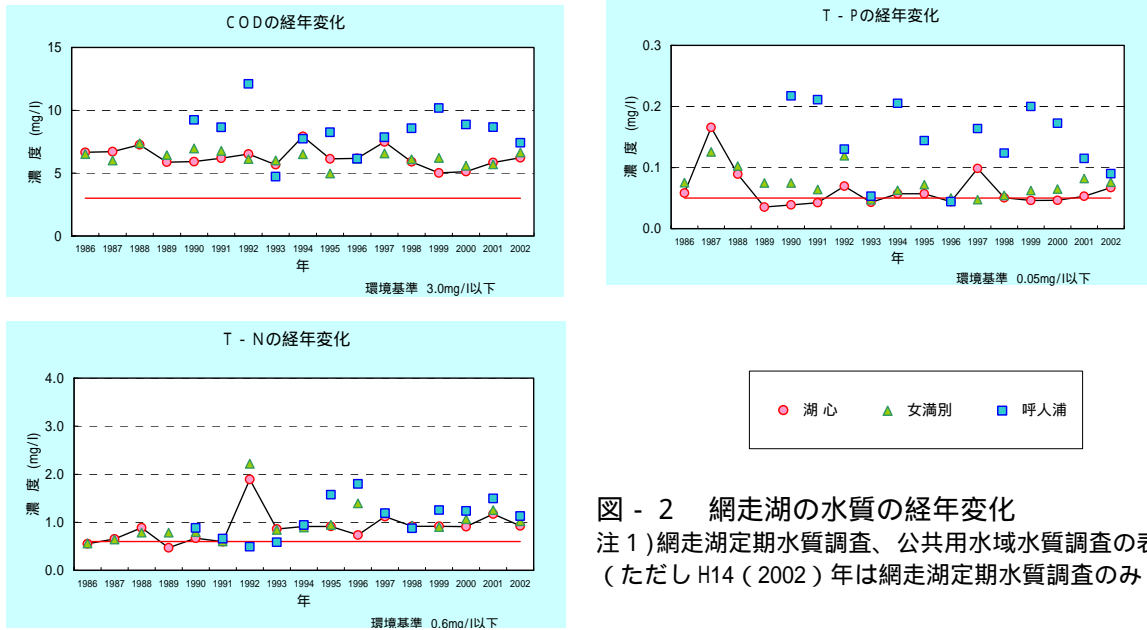 CODの経年変化
15
10
5
0
濃 度 (mg/l)
1986 1987 1988 1989 1990 1991 1992 1993 1994 1995 1996 1997 1998 1999 2000 2001 2002
年
環境基準 3.0mg/l以下
T - Pの経年変化
0.3
0.2
0.1
0.0
濃 度 (mg/l)
1986 1987 1988 1989 1990 1991 1992 1993 1994 1995 1996 1997 1998 1999 2000 2001 2002
年
環境基準 0.05mg/l以下
T - Nの経年変化
4.0
3.0
2.0
1.0
0.0
濃 度 (mg/l)
1986 1987 1988 1989 1990 1991 1992 1993 1994 1995 1996 1997 1998 1999 2000 2001 2002
年
環境基準 0.6mg/l以下
湖 心 女満別 呼人浦
図 - 2 網走湖の水質の経年変化
注１)網走湖定期水質調査、公共用水域水質調査の表
（ただし H14（2002）年は網走湖定期水質調査のみ